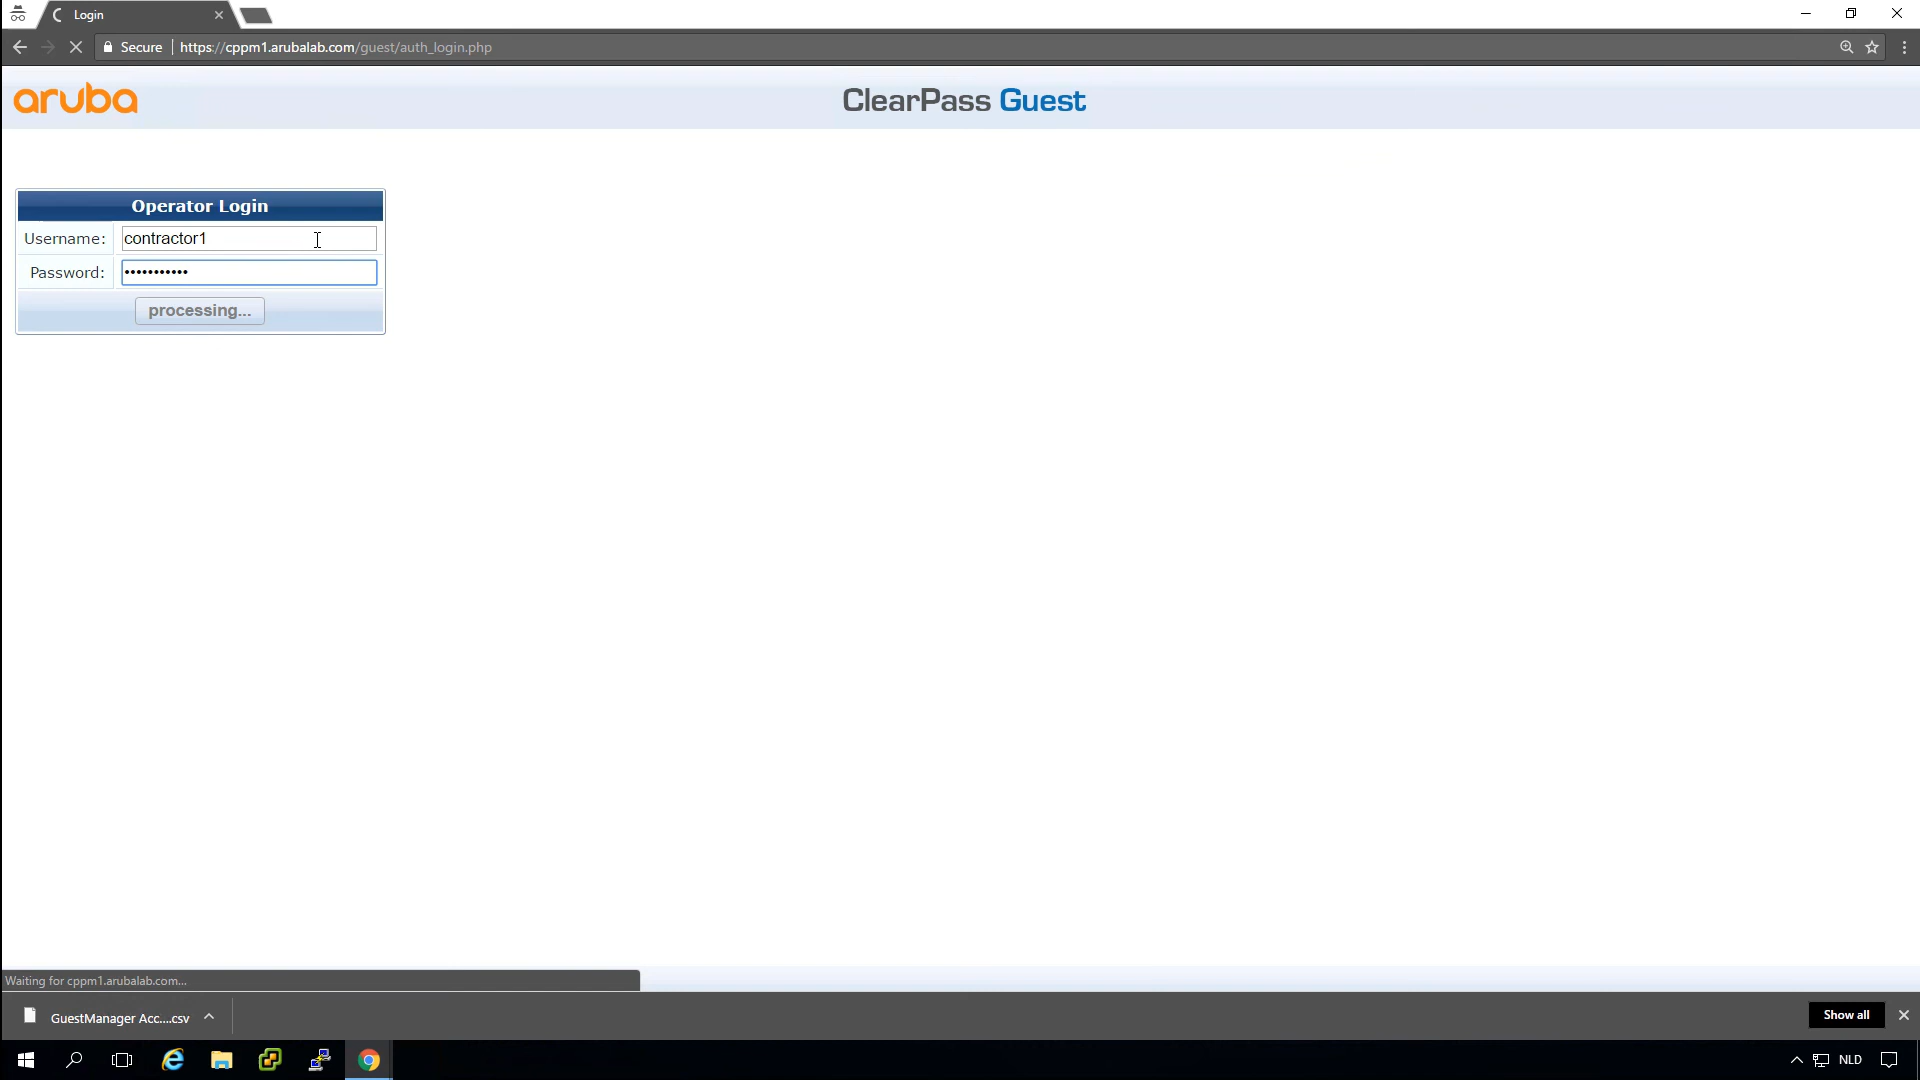 Login
Secure | https://cppm1.arubalab.com/guest/auth_login.php
aruba
ClearPass Guest
Operator Login
Username: contractor1
Password: •••••••••••
processing...
Waiting for cppm1.arubalab.com...
GuestManager Acc....csv
Show all
NLD